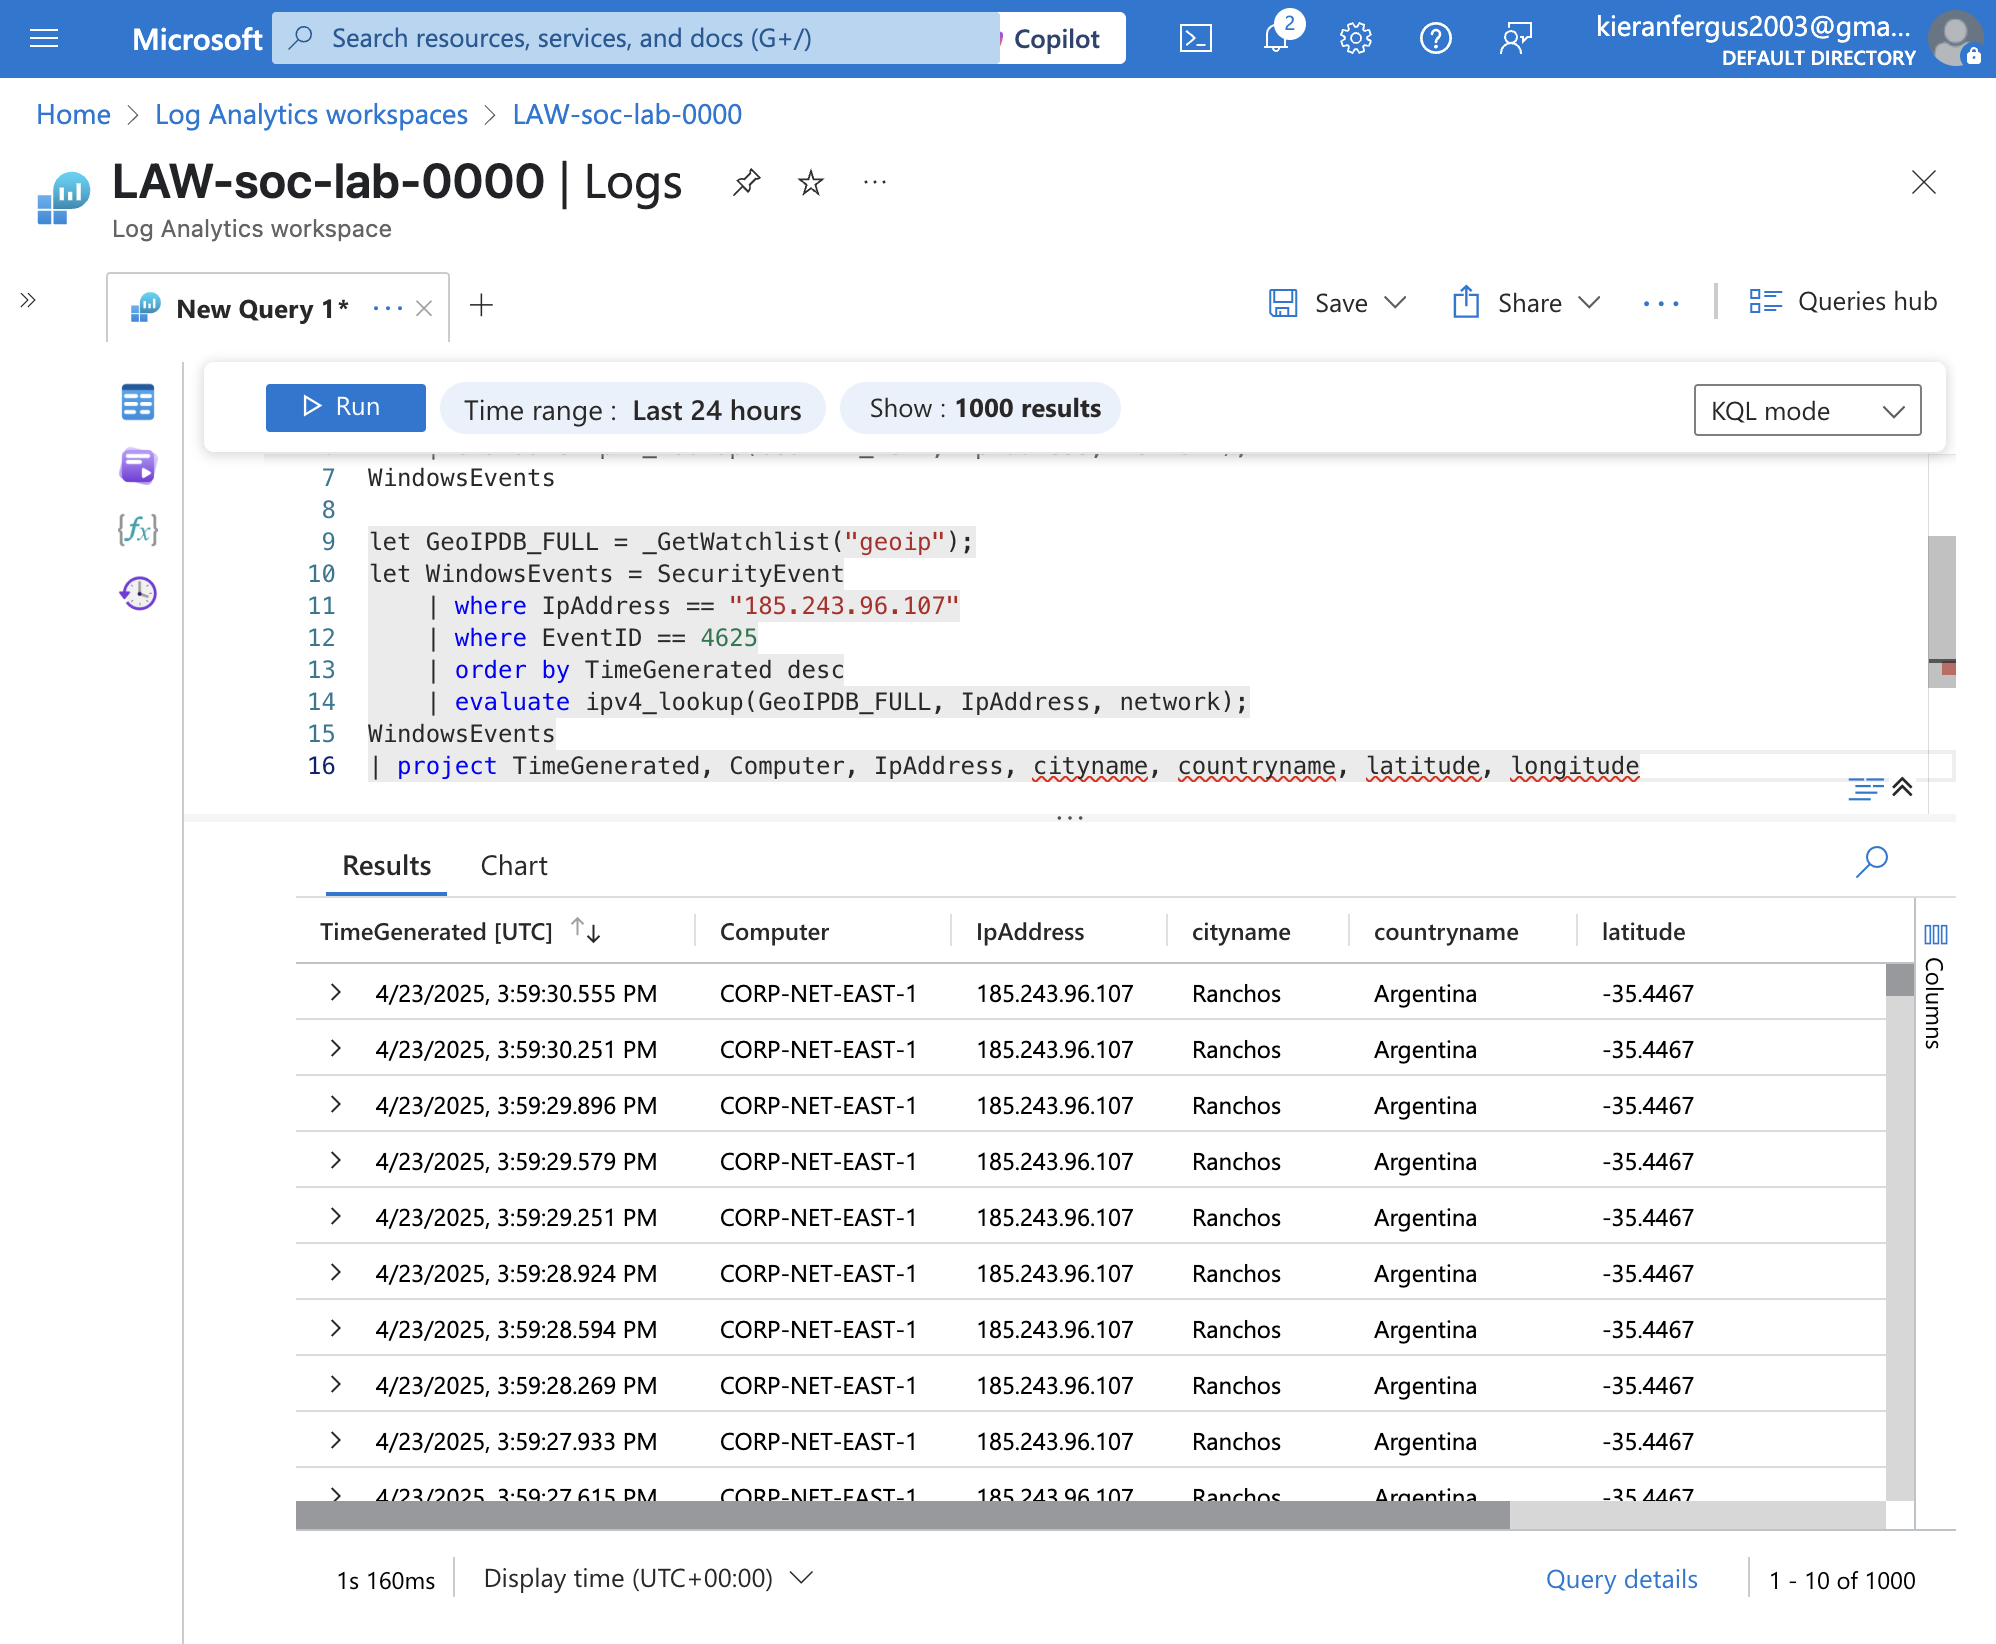 Microsoft
Search resources, services, and docs (G+/)
Copilot
2
kieranfergus2003@gma...
DEFAULT DIRECTORY
Home > Log Analytics workspaces > LAW-soc-lab-0000
LAW-soc-lab-0000 | Logs
Log Analytics workspace
New Query 1*
Save
Share
Queries hub
Run
Time range : Last 24 hours
Show : 1000 results
KQL mode
7 WindowsEvents
8
9 let GeoIPDB_FULL = _GetWatchlist("geoip");
10 let WindowsEvents = SecurityEvent
11 | where IpAddress == "185.243.96.107"
12 | where EventID == 4625
13 | order by TimeGenerated desc
14 | evaluate ipv4_lookup(GeoIPDB_FULL, IpAddress, network);
15 WindowsEvents
16 | project TimeGenerated, Computer, IpAddress, cityname, countryname, latitude, longitude
Results Chart
TimeGenerated [UTC] Computer IpAddress cityname countryname latitude
Columns
4/23/2025, 3:59:30.555 PM CORP-NET-EAST-1 185.243.96.107 Ranchos Argentina -35.4467
4/23/2025, 3:59:30.251 PM CORP-NET-EAST-1 185.243.96.107 Ranchos Argentina -35.4467
4/23/2025, 3:59:29.896 PM CORP-NET-EAST-1 185.243.96.107 Ranchos Argentina -35.4467
4/23/2025, 3:59:29.579 PM CORP-NET-EAST-1 185.243.96.107 Ranchos Argentina -35.4467
4/23/2025, 3:59:29.251 PM CORP-NET-EAST-1 185.243.96.107 Ranchos Argentina -35.4467
4/23/2025, 3:59:28.924 PM CORP-NET-EAST-1 185.243.96.107 Ranchos Argentina -35.4467
4/23/2025, 3:59:28.594 PM CORP-NET-EAST-1 185.243.96.107 Ranchos Argentina -35.4467
4/23/2025, 3:59:28.269 PM CORP-NET-EAST-1 185.243.96.107 Ranchos Argentina -35.4467
4/23/2025, 3:59:27.933 PM CORP-NET-EAST-1 185.243.96.107 Ranchos Argentina -35.4467
4/23/2025, 3:59:27.615 PM CORP-NET-EAST-1 185.243.96.107 Ranchos Argentina -35.4467
1s 160ms
Display time (UTC+00:00)
Query details
1 - 10 of 1000